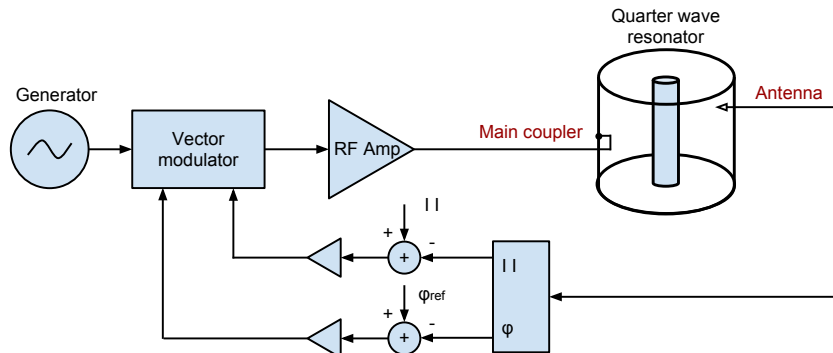 Quarter wave
resonator
Generator
Antenna
Vector
modulator
RF Amp
Main coupler
| |
+
-
+
| |
φref
+
-
+
φ